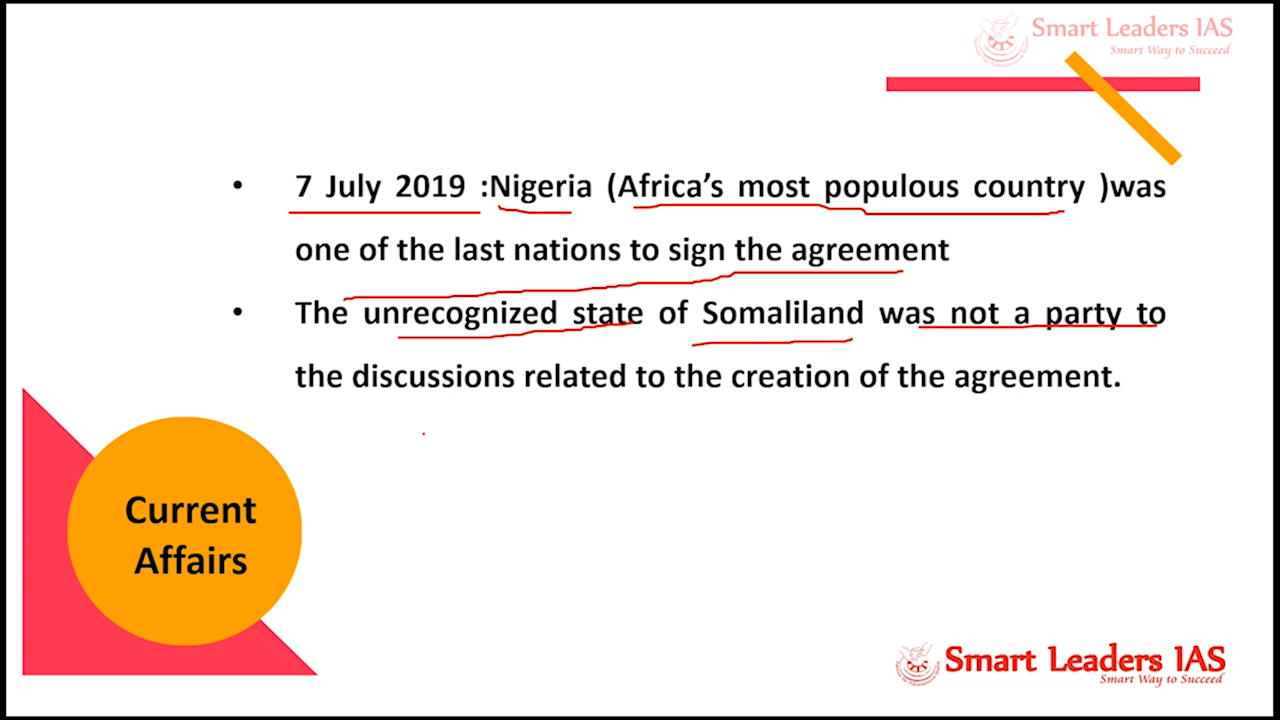 Smart Leaders IAS
Smart Way to Succeed
• 7 July 2019 :Nigeria (Africa's most populous country )was
one of the last nations to sign the agreement
• The unrecognized state of Somaliland was not a party to
the discussions related to the creation of the agreement.
Current
Affairs
Smart Leaders IAS
Smart Way to Succeed